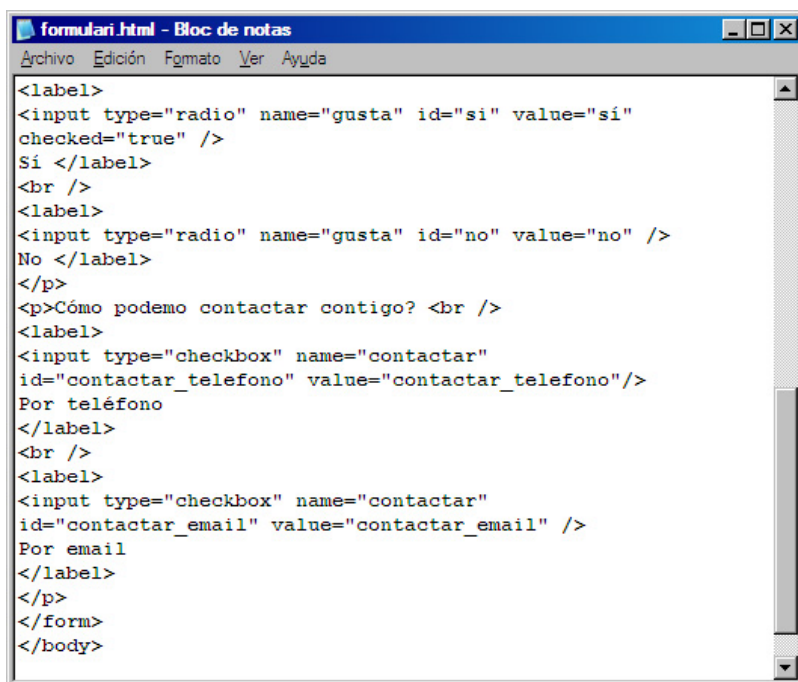 formulari.html - Bloc de notas
Archivo Edición Formato Ver Ayuda
<label>
<input type="radio" name="gusta" id="si" value="sí"
checked="true" />
Sí </label>
<br />
<label>
<input type="radio" name="gusta" id="no" value="no" />
No </label>
</p>
<p>Cómo podemo contactar contigo? <br />
<label>
<input type="checkbox" name="contactar"
id="contactar_telefono" value="contactar_telefono"/>
Por teléfono
</label>
<br />
<label>
<input type="checkbox" name="contactar"
id="contactar_email" value="contactar_email" />
Por email
</label>
</p>
</form>
</body>